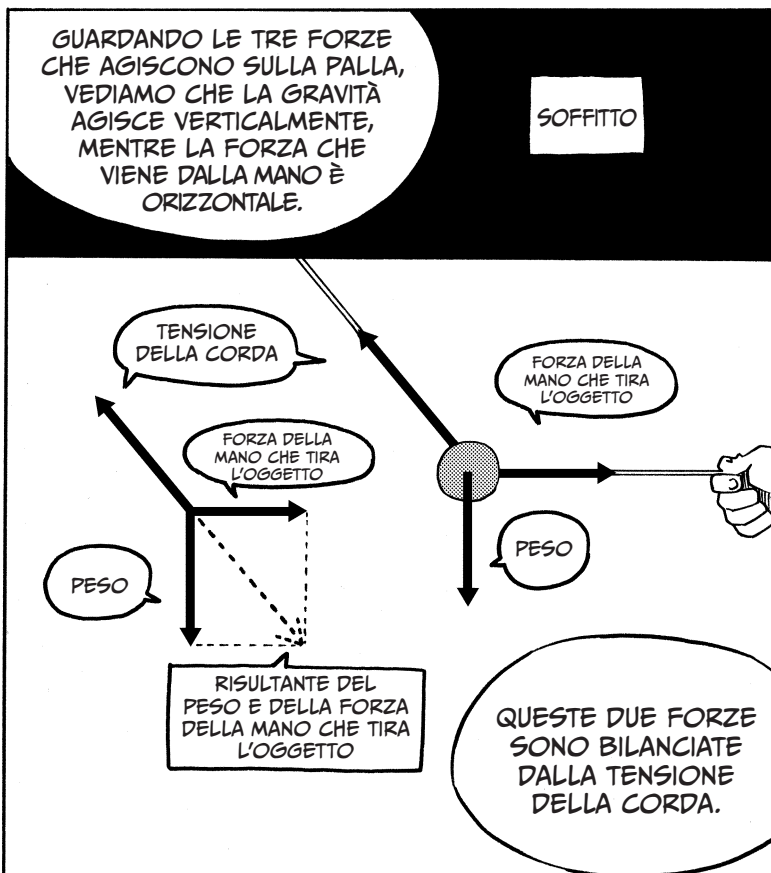 GUARDANDO LE TRE FORZE
CHE AGISCONO SULLA PALLA,
VEDIAMO CHE LA GRAVITÀ
AGISCE VERTICALMENTE,
MENTRE LA FORZA CHE
VIENE DALLA MANO È
ORIZZONTALE.
SOFFITTO
TENSIONE
DELLA CORDA
FORZA DELLA
MANO CHE TIRA
L'OGGETTO
FORZA DELLA
MANO CHE TIRA
L'OGGETTO
PESO
PESO
RISULTANTE DEL
PESO E DELLA FORZA
DELLA MANO CHE TIRA
L'OGGETTO
QUESTE DUE FORZE
SONO BILANCIATE
DALLA TENSIONE
DELLA CORDA.